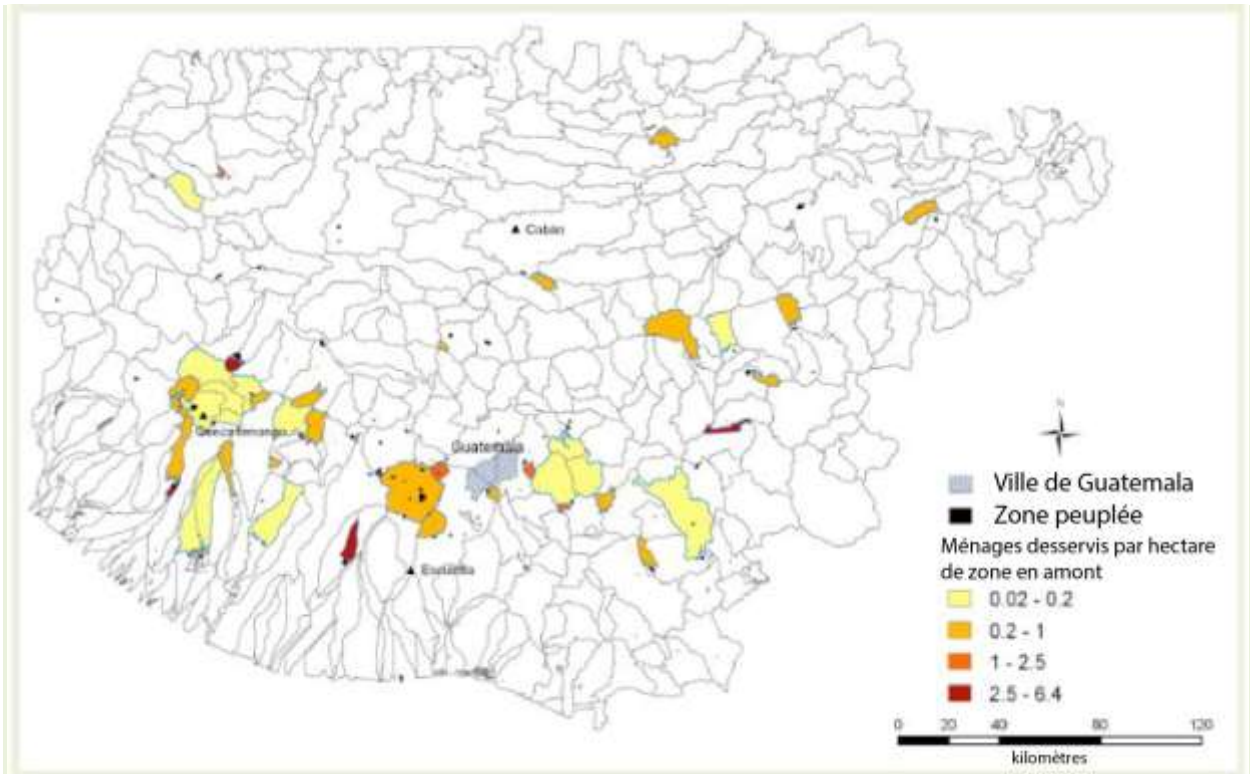 Cobán
Guatemala
Escuintla
N
Ville de Guatemala
Zone peuplée
Ménages desservis par hectare
de zone en amont
0.02 - 0.2
0.2 - 1
1 - 2.5
2.5 - 6.4
0 20 40 80 120
kilomètres